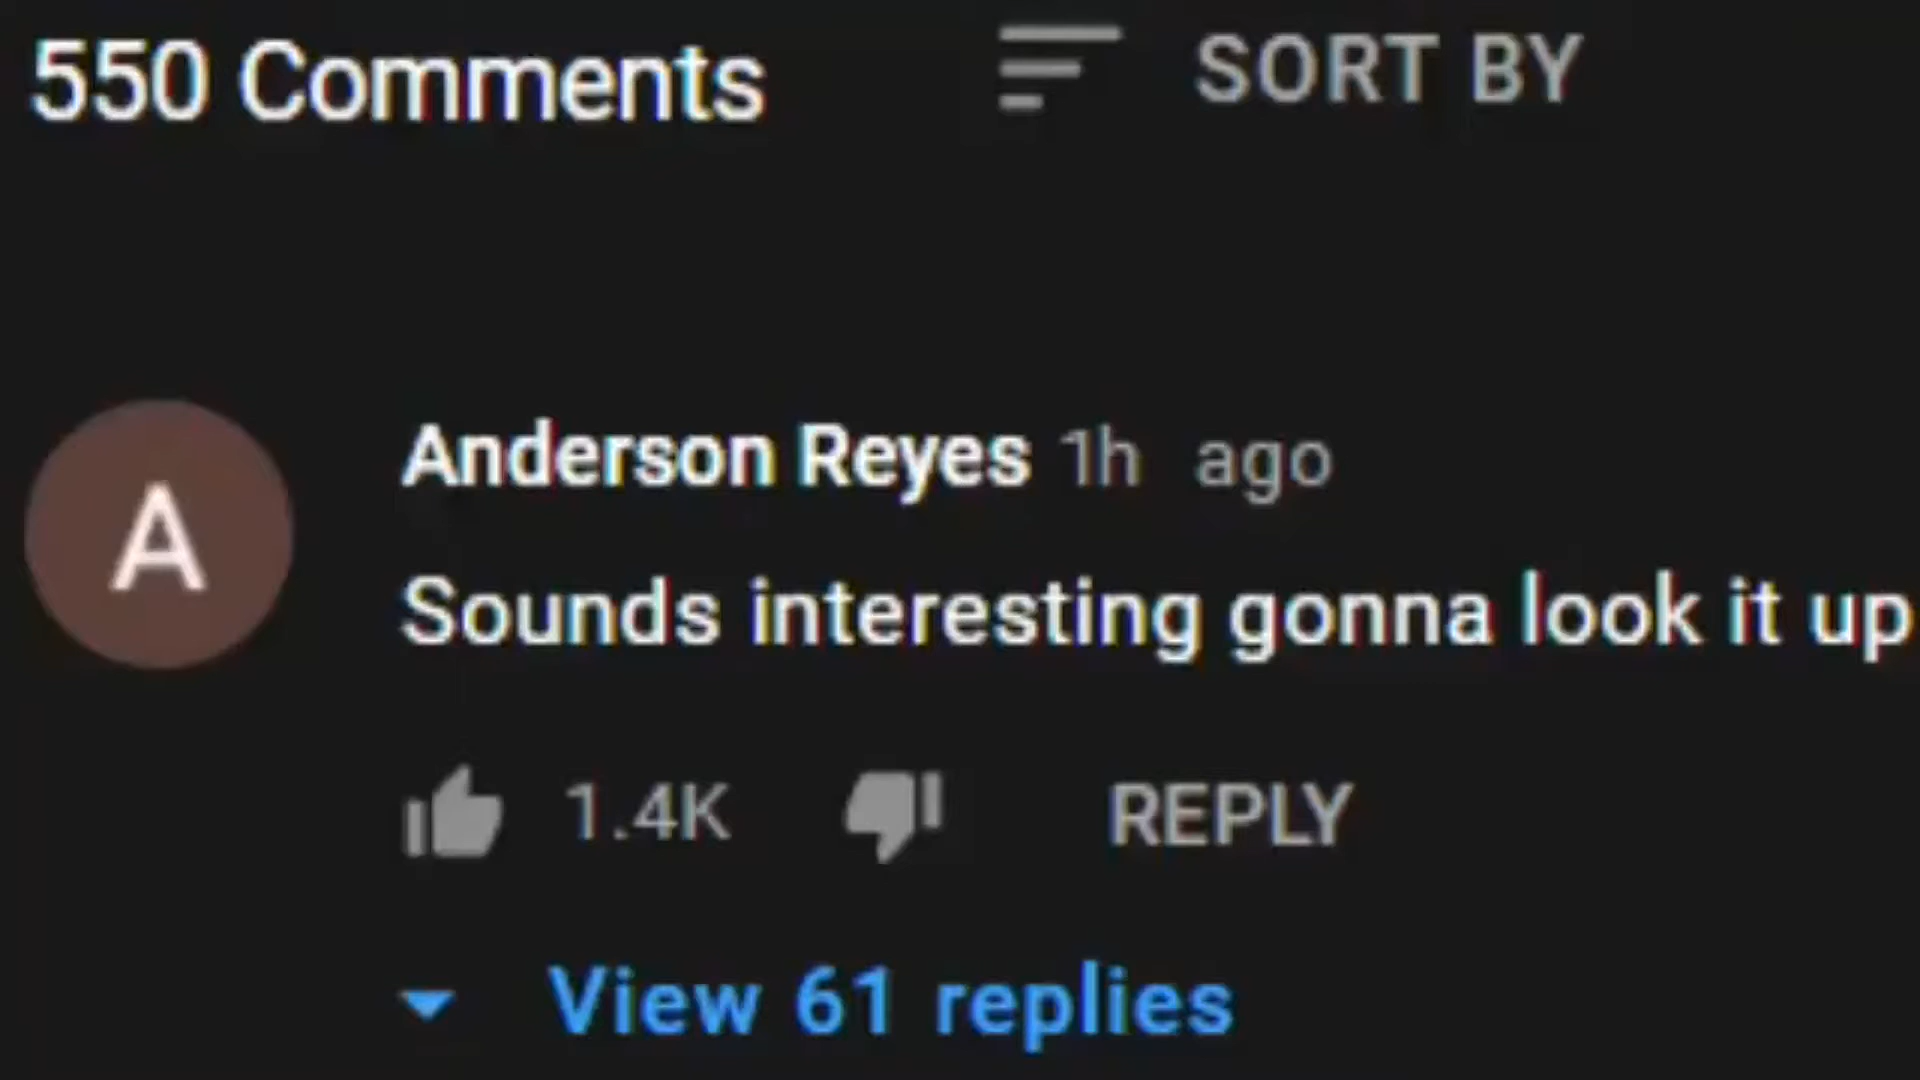 550 Comments SORT BY
A
Anderson Reyes 1h ago
Sounds interesting gonna look it up
1.4K REPLY
View 61 replies